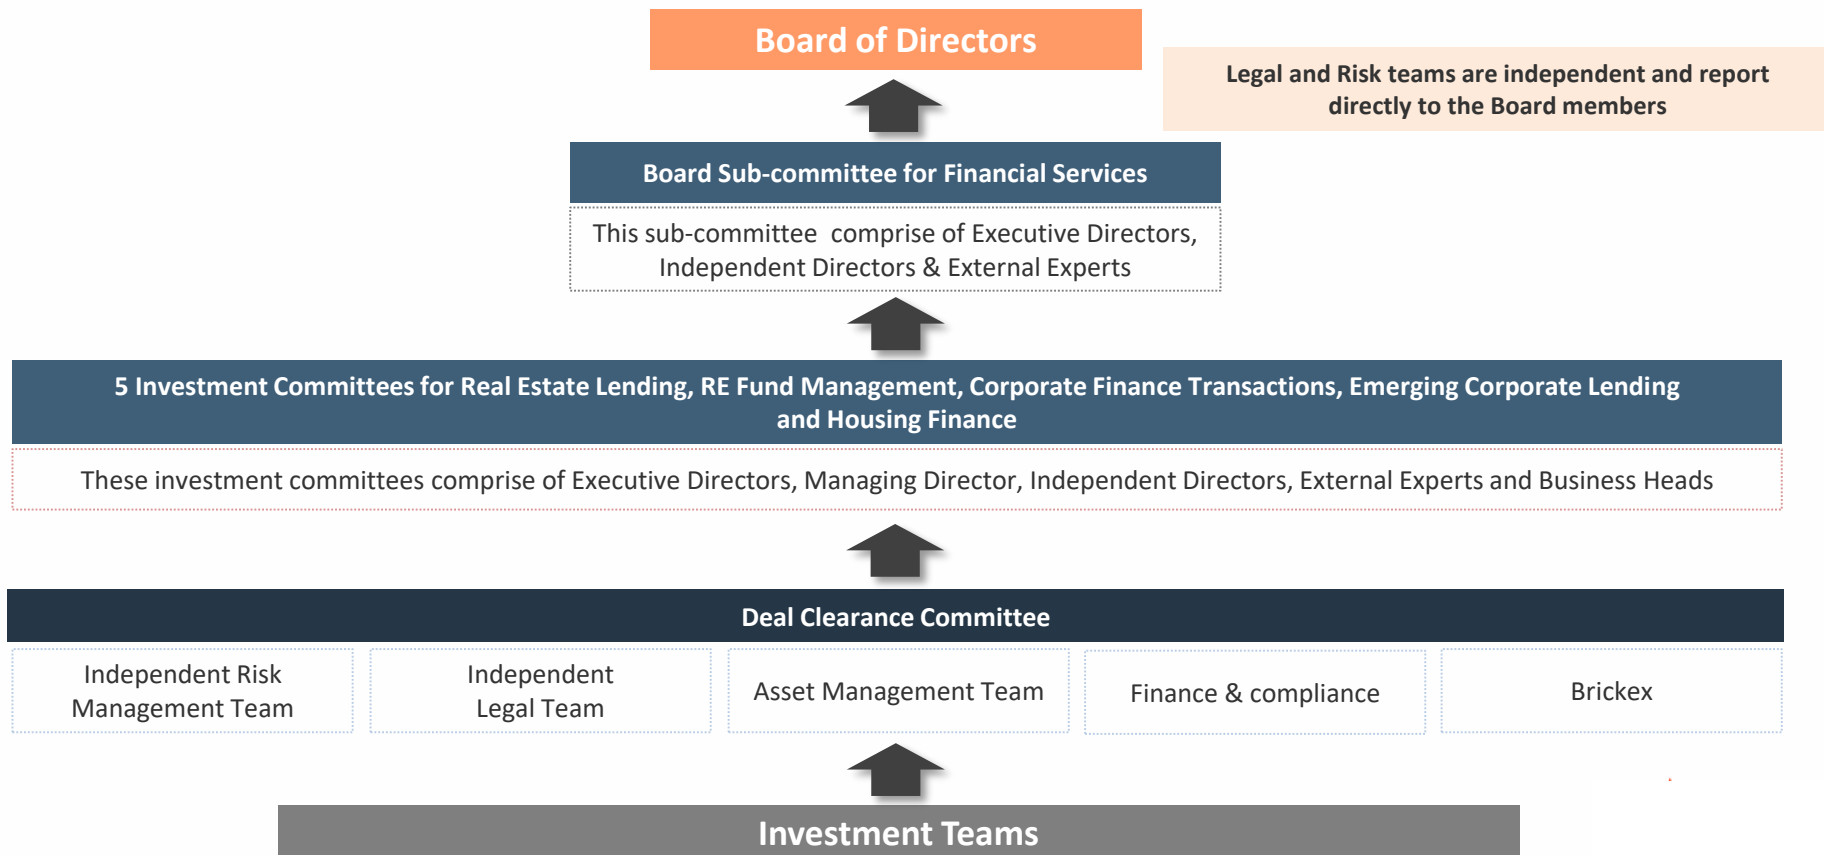 Board of Directors
Legal and Risk teams are independent and report
directly to the Board members
Board Sub-committee for Financial Services
This sub-committee comprise of Executive Directors,
Independent Directors & External Experts
5 Investment Committees for Real Estate Lending, RE Fund Management, Corporate Finance Transactions, Emerging Corporate Lending
and Housing Finance
These investment committees comprise of Executive Directors, Managing Director, Independent Directors, External Experts and Business Heads
Deal Clearance Committee
Independent Risk
Management Team
Independent
Legal Team
Asset Management Team
Finance & compliance
Brickex
Investment Teams